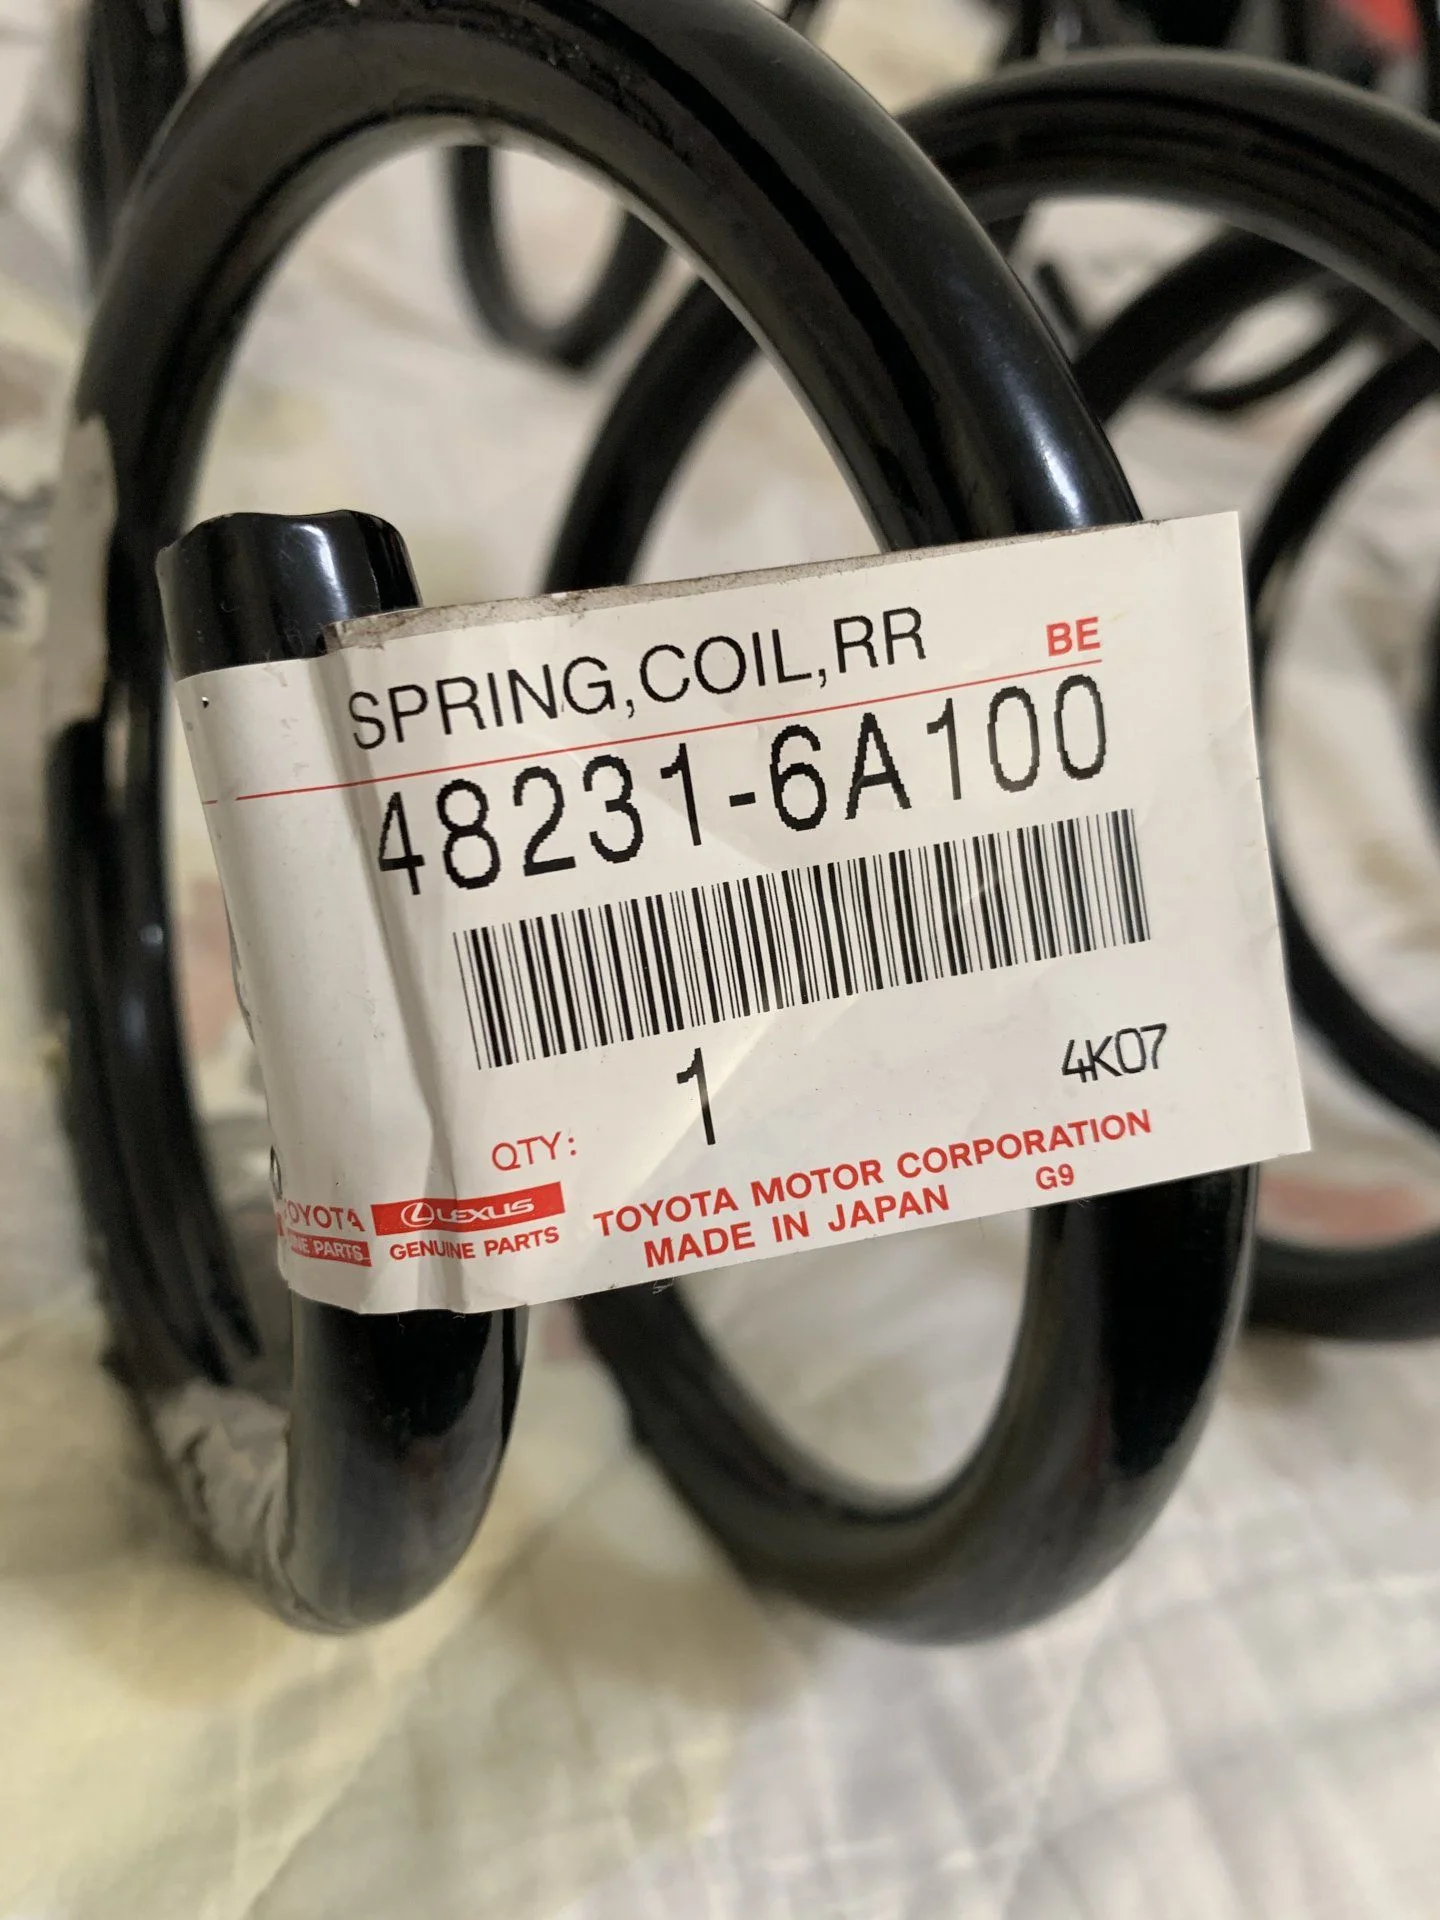 SPRING,COIL,RR BE
48231-6A100
1 4K07
QTY:
TOYOTA LEXUS TOYOTA MOTOR CORPORATION
PARTS GENUINE PARTS MADE IN JAPAN G9